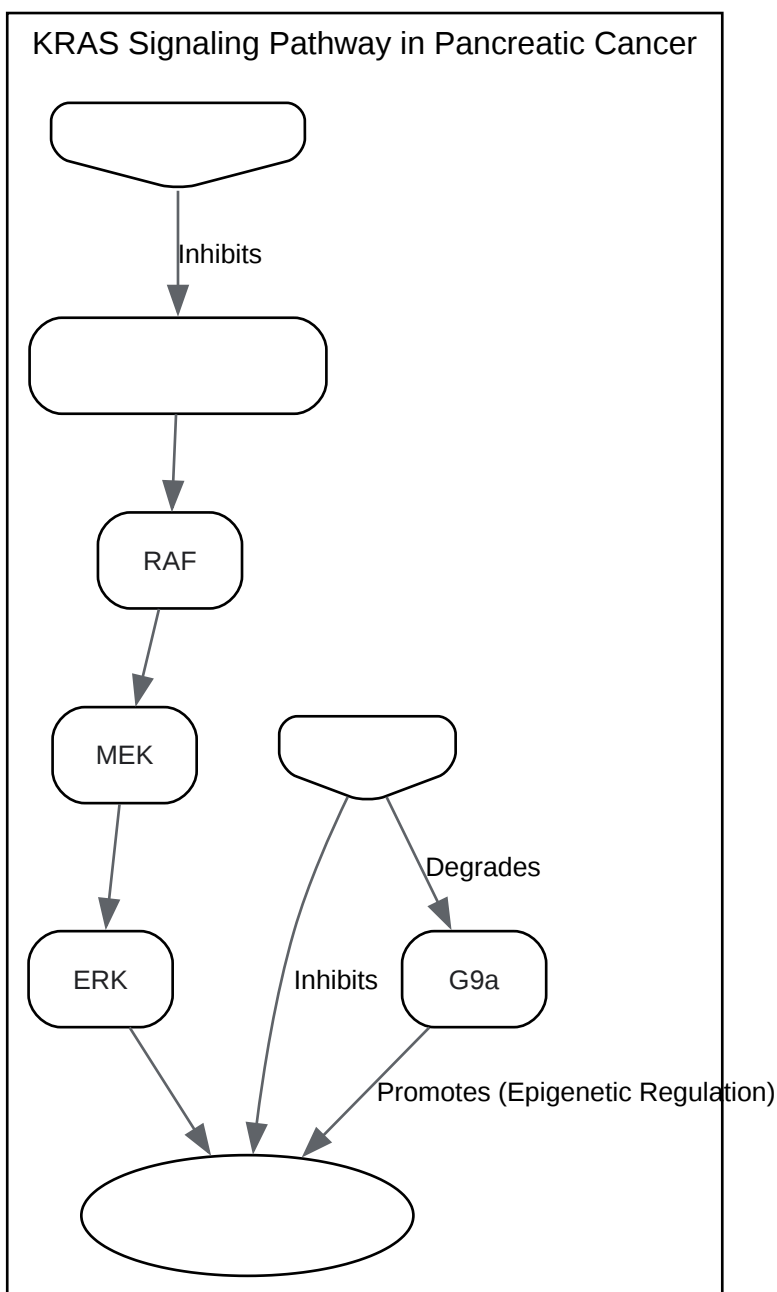 KRAS Signaling Pathway in Pancreatic Cancer
Inhibits
RAF
MEK
Degrades
ERK
Inhibits
G9a
Promotes (Epigenetic Regulation)